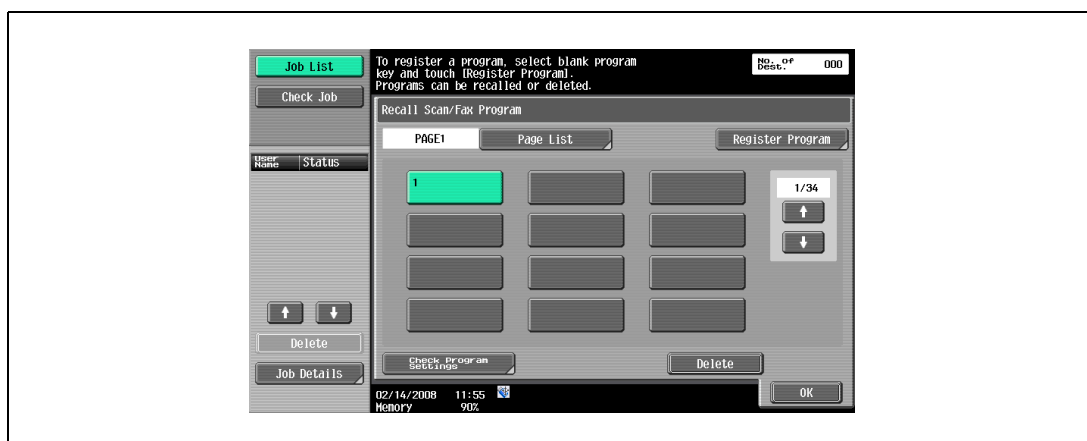 Job List
Check Job
User Name
Status
Delete
Job Details
To register a program, select blank program
key and touch [Register Program].
Programs can be recalled or deleted.
No. of Dest. 000
Recall Scan/Fax Program
PAGE1
Page List
Register Program
1
1/34
Check Program
Settings
Delete
02/14/2008 11:55
Memory 90%
OK